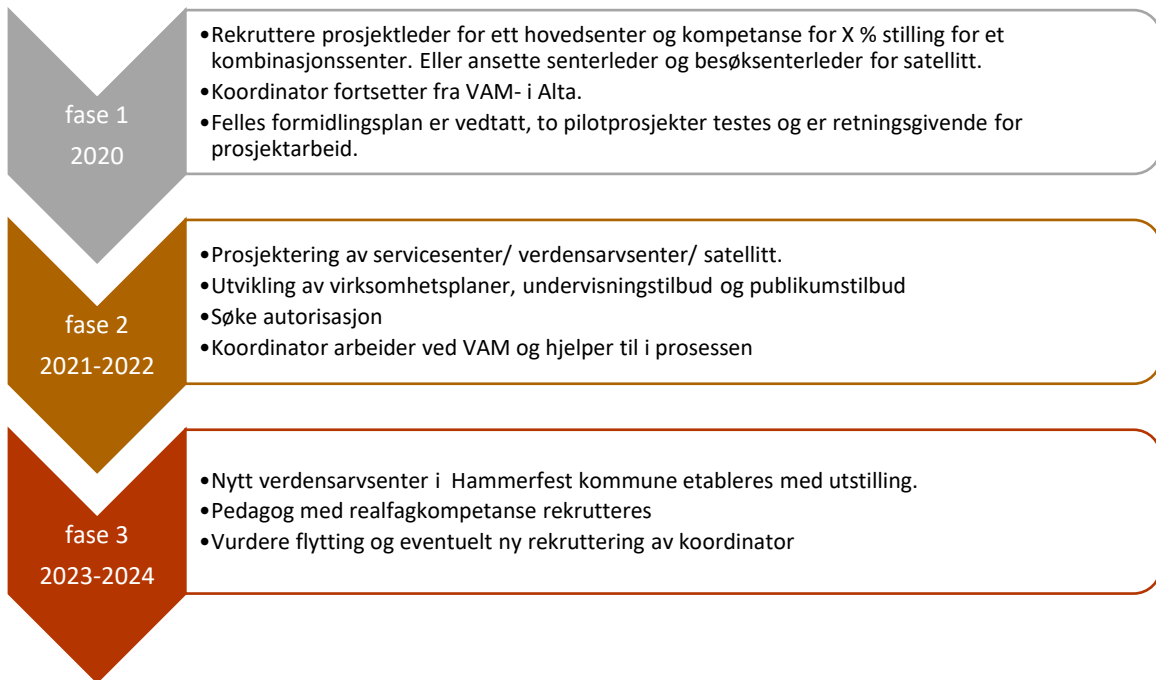 fase 1
2020
•Rekruttere prosjektleder for ett hovedsenter og kompetanse for X % stilling for et
kombinasjonssenter. Eller ansette senterleder og besøksenterleder for satellitt.
•Koordinator fortsetter fra VAM- i Alta.
•Felles formidlingsplan er vedtatt, to pilotprosjekter testes og er retningsgivende for
prosjektarbeid.
fase 2
2021-2022
•Prosjektering av servicesenter/ verdensarvsenter/ satellitt.
•Utvikling av virksomhetsplaner, undervisningstilbud og publikumstilbud
•Søke autorisasjon
•Koordinator arbeider ved VAM og hjelper til i prosessen
fase 3
2023-2024
•Nytt verdensarvsenter i  Hammerfest kommune etableres med utstilling.
•Pedagog med realfagkompetanse rekrutteres
•Vurdere flytting og eventuelt ny rekruttering av koordinator